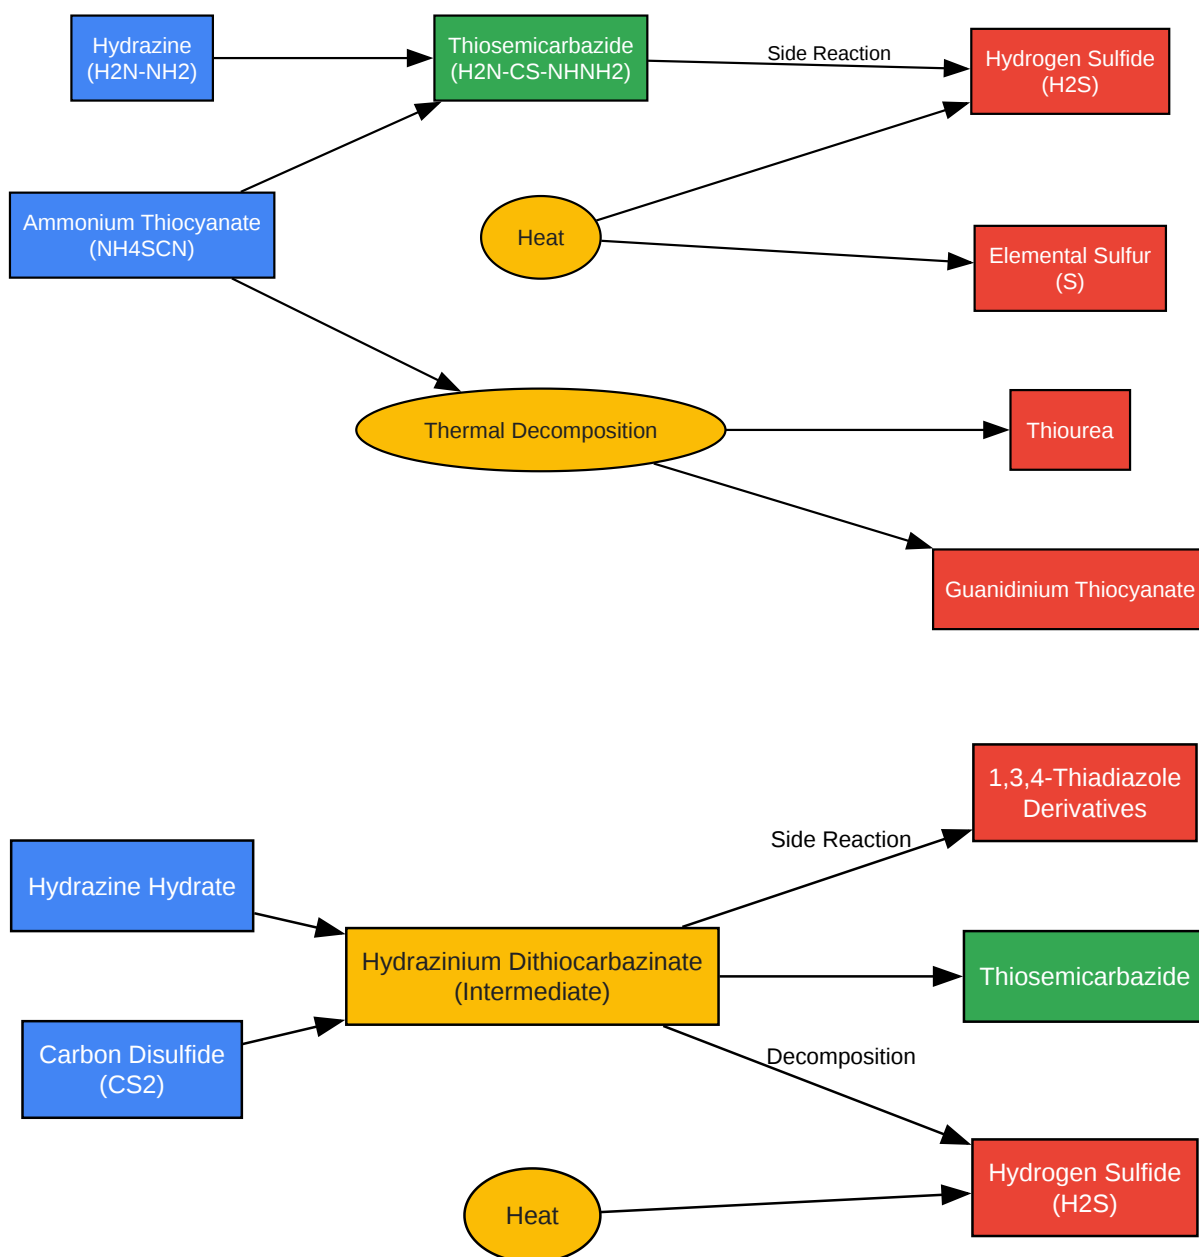 Hydrazine
(H2N-NH2)
Thiosemicarbazide
(H2N-CS-NHNH2)
Side Reaction
Hydrogen Sulfide
(H2S)
Ammonium Thiocyanate
(NH4SCN)
Heat
Elemental Sulfur
(S)
Thermal Decomposition
Thiourea
Guanidinium Thiocyanate
1,3,4-Thiadiazole
Derivatives
Side Reaction
Hydrazine Hydrate
Hydrazinium Dithiocarbazinate
(Intermediate)
Thiosemicarbazide
Carbon Disulfide
(CS2)
Decomposition
Hydrogen Sulfide
(H2S)
Heat